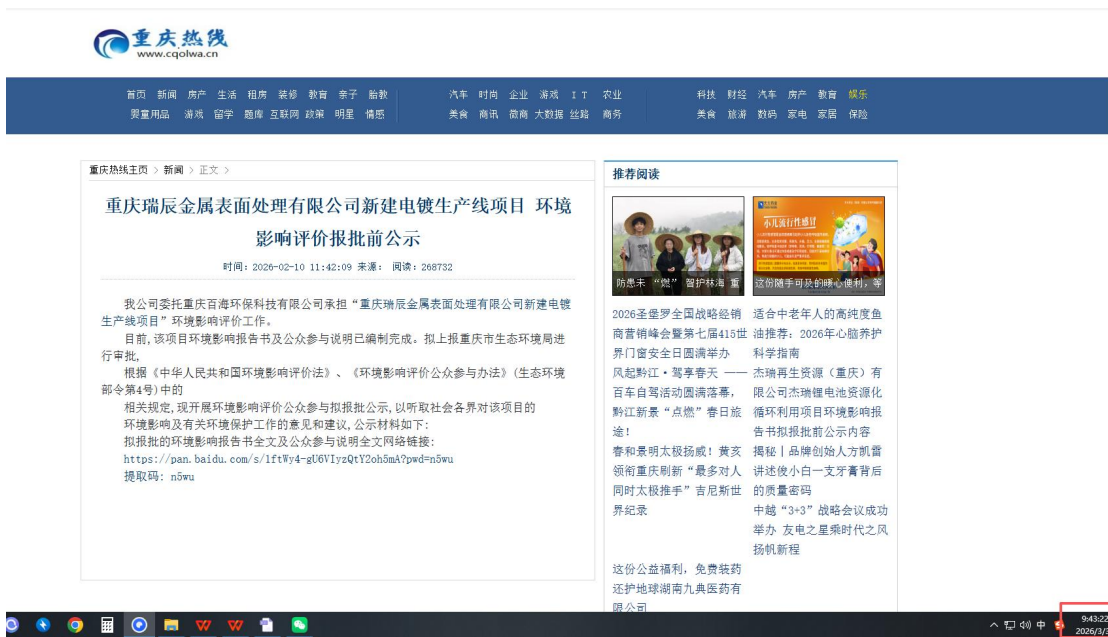 重庆热线
www.cqolwa.cn
首页 新闻 房产 生活 租房 装修 教育 亲子 胎教
婴童用品 游戏 留学 题库 互联网 政策 明星 情感
汽车 时尚 企业 游戏 IT 农业
美食 商讯 微商 大数据 丝路 商务
科技 财经 汽车 房产 教育 娱乐
美食 旅游 数码 家电 家居 保险
重庆热线主页 > 新闻 > 正文 >
重庆瑞辰金属表面处理有限公司新建电镀生产线项目 环境
影响评价报批前公示
时间:2026-02-10 11:42:09 来源: 阅读:268732
我公司委托重庆百海环保科技有限公司承担“重庆瑞辰金属表面处理有限公司新建电镀
生产线项目”环境影响评价工作。
目前,该项目环境影响报告书及公众参与说明已编制完成。拟上报重庆市生态环境局进
行审批,
根据《中华人民共和国环境影响评价法》、《环境影响评价公众参与办法》(生态环境
部令第4号)中的
相关规定,现开展环境影响评价公众参与拟报批公示,以听取社会各界对该项目的
环境影响及有关环境保护工作的意见和建议,公示材料如下:
拟报批的环境影响报告书全文及公众参与说明全文网络链接:
https://pan.baidu.com/s/1ftWy4-gU6VIyzQtY2oh5mA?pwd=n5wu
提取码: n5wu
推荐阅读
小儿流行性感冒
防患未“燃” 智护林海 重
这份随手可及的暖心便利,等
2026圣堡罗全国战略经销
商营销峰会暨第七届415世
界门窗安全日圆满举办
风起黔江·驾享春天 ——
百车自驾活动圆满落幕,
黔江新景“点燃”春日旅
途!
春和景明太极扬威!黄亥
领衔重庆刷新“最多对人
同时太极推手”吉尼斯世
界纪录
这份公益福利,免费装药
还护地球湖南九典医药有
限公司
适合中老年人的高纯度鱼
油推荐:2026年心脑养护
科学指南
杰瑞再生资源(重庆)有
限公司杰瑞锂电池资源化
循环利用项目环境影响报
告书拟报批前公示内容
揭秘|品牌创始人方凯雷
讲述俊小白一支牙膏背后
的质量密码
中越“3+3”战略会议成功
举办 友电之星乘时代之风
扬帆新程
中
9:43:22
2026/3/3